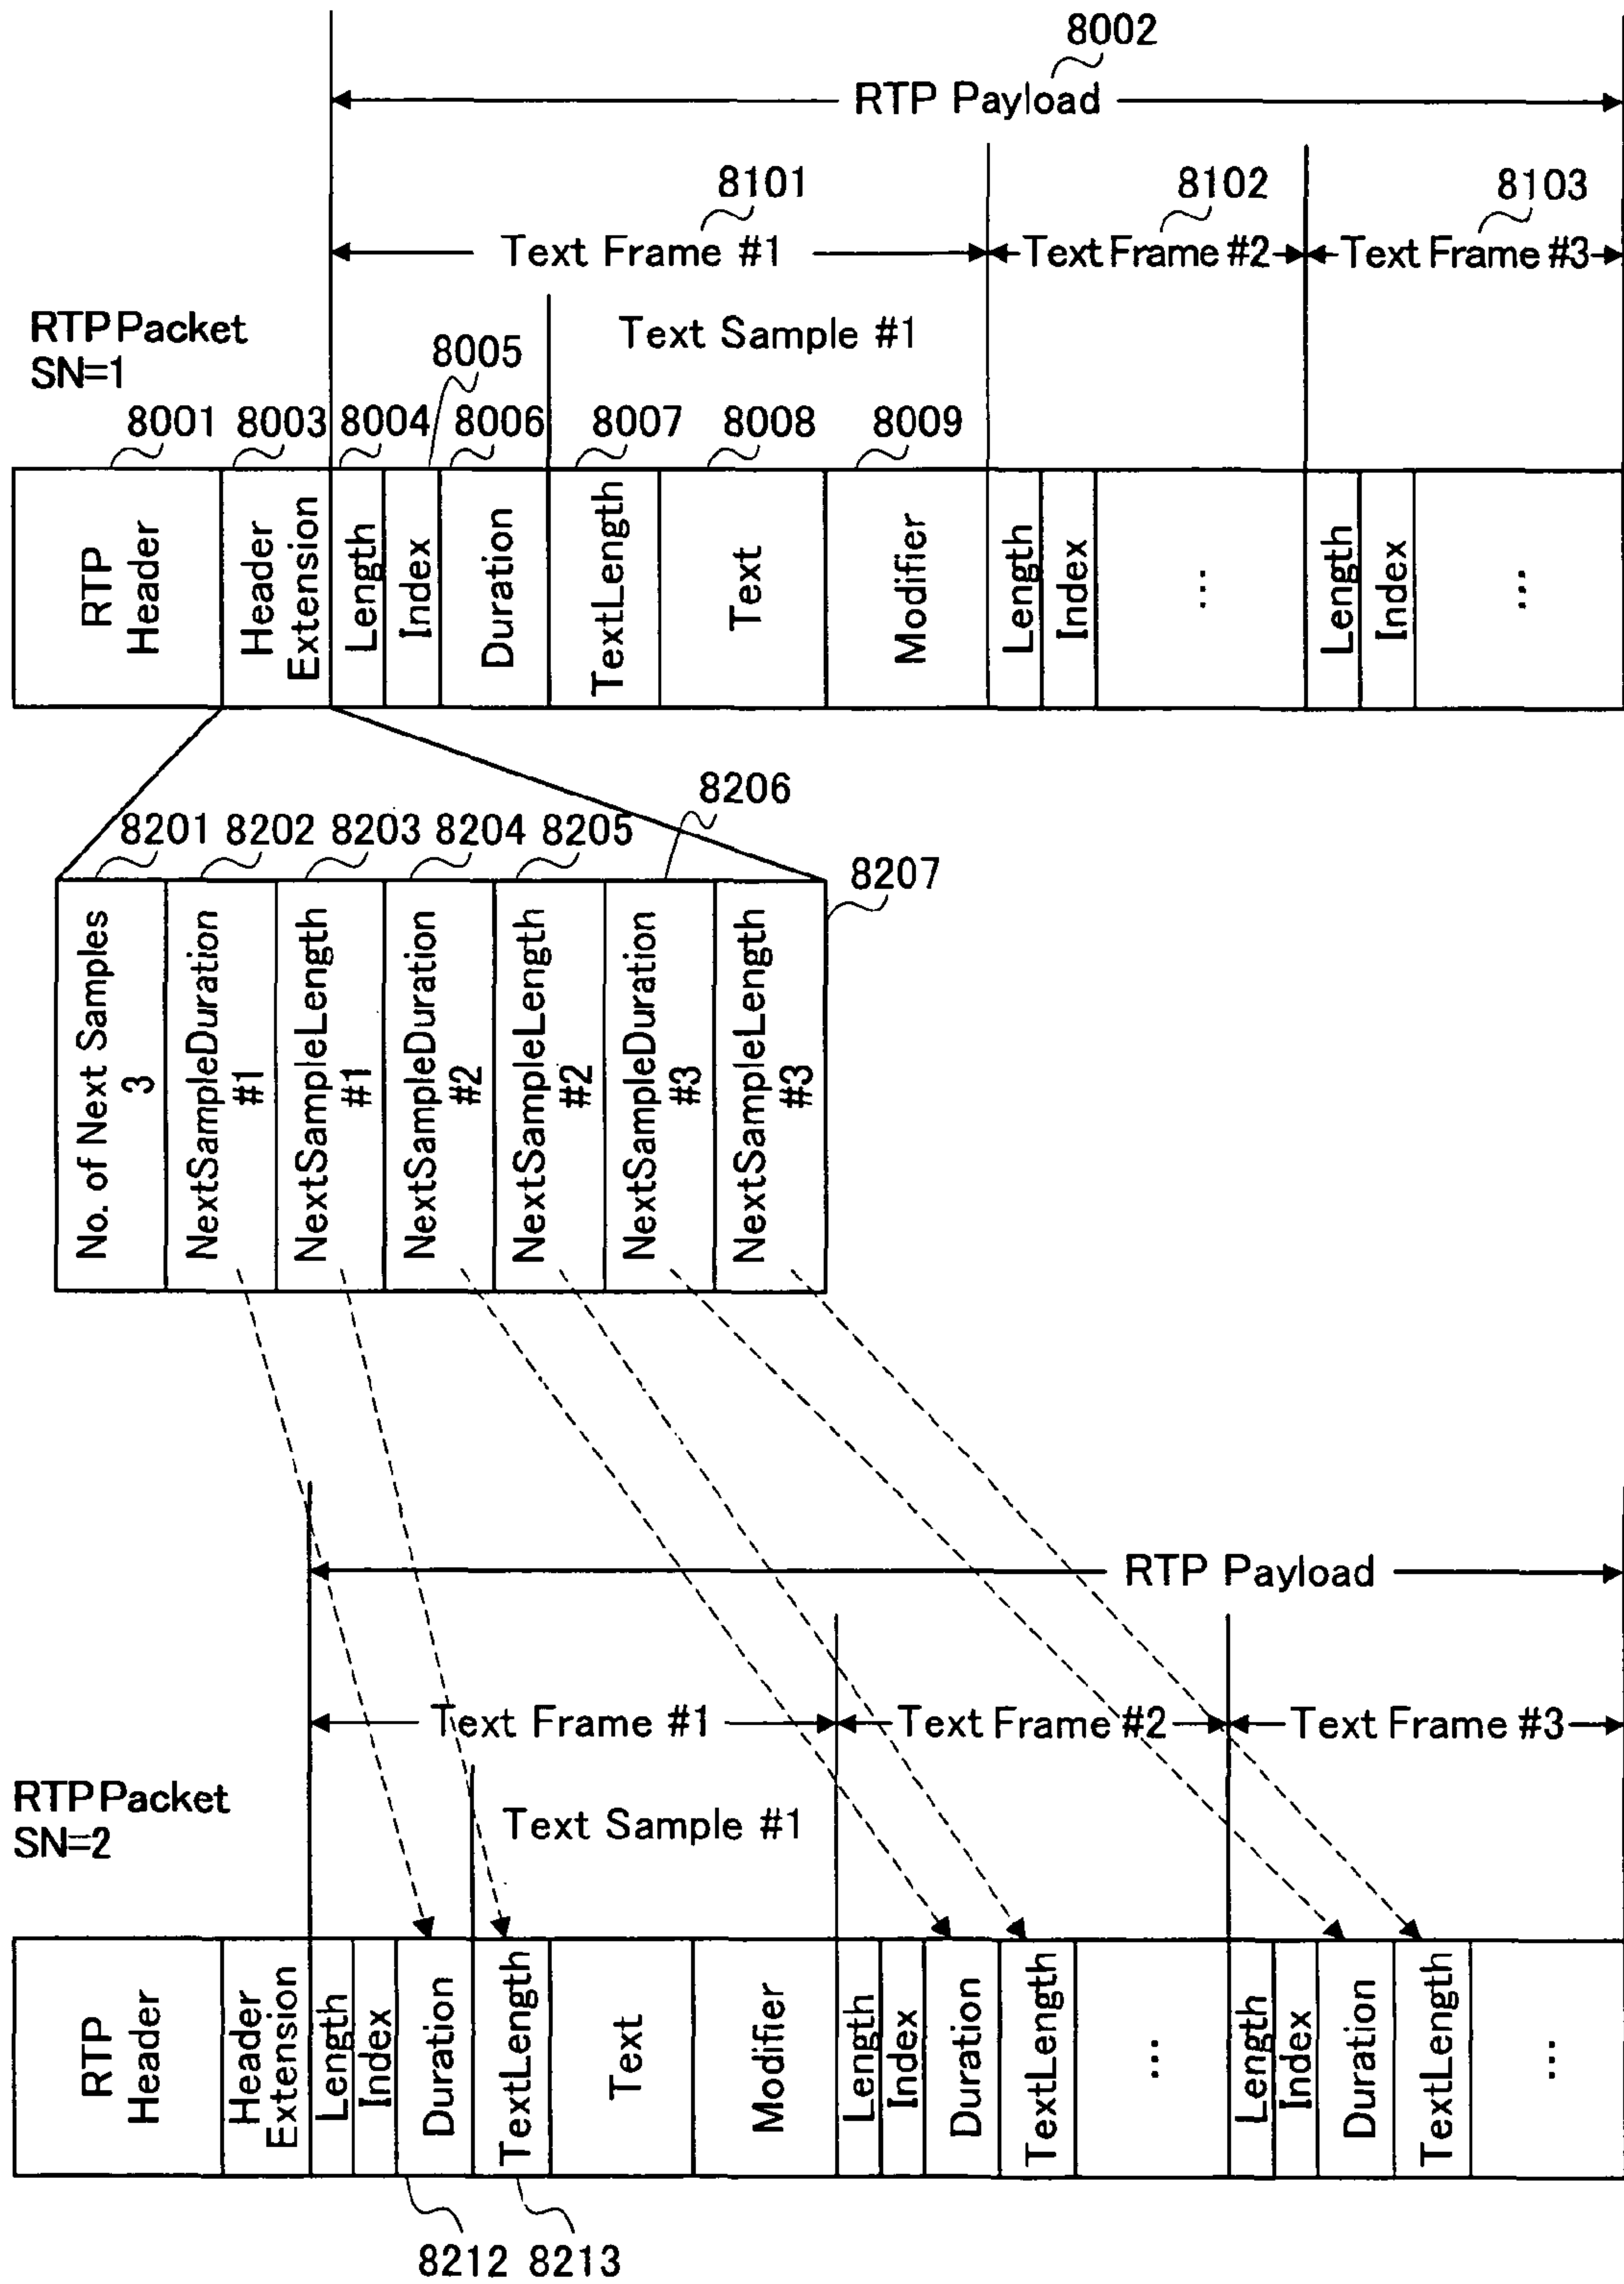 8002
RTP Payload
8101
8102
8103
Text Frame #1
Text Frame #2
Text Frame #3
RTP Packet
SN=1
Text Sample #1
8005
8001
8003
8004
8006
8007
8008
8009
RTP
Header
Header
Extension
Length
Index
Duration
TextLength
Text
Modifier
Length
Index
...
Length
Index
...
8206
8201
8202
8203
8204
8205
8207
No. of Next Samples
3
NextSampleDuration
#1
NextSampleLength
#1
NextSampleDuration
#2
NextSampleLength
#2
NextSampleDuration
#3
NextSampleLength
#3
RTP Payload
Text Frame #1
Text Frame #2
Text Frame #3
RTP Packet
SN=2
Text Sample #1
RTP
Header
Header
Extension
Length
Index
Duration
TextLength
Text
Modifier
Length
Index
Duration
TextLength
...
Length
Index
Duration
TextLength
...
8212
8213